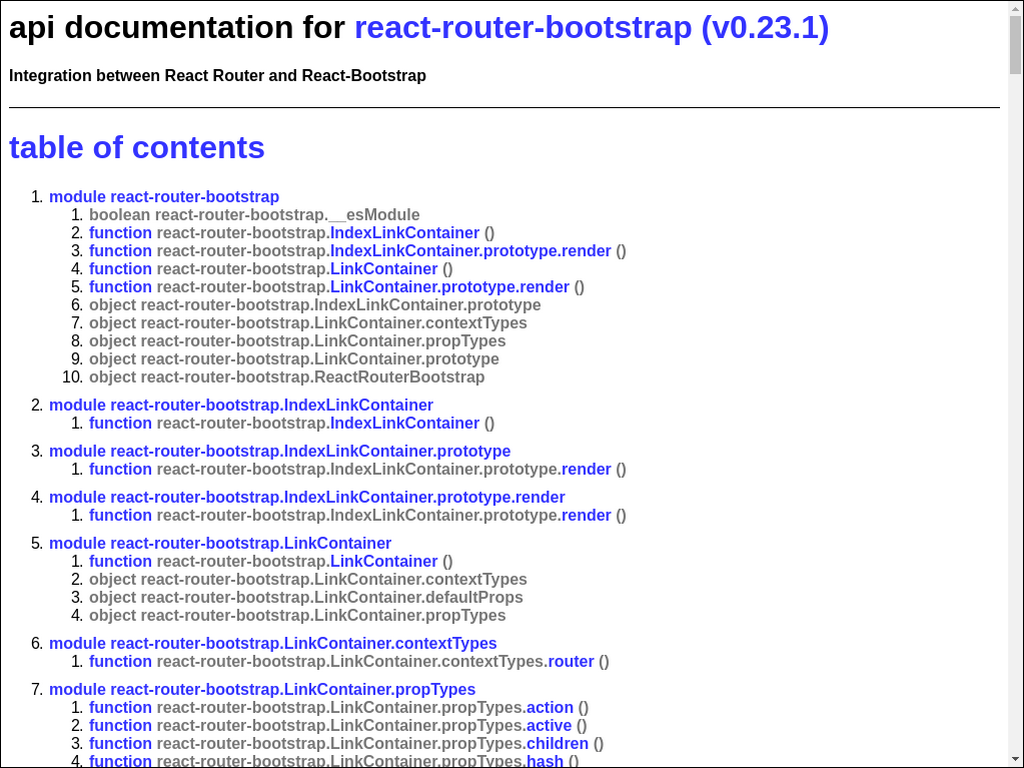 api documentation for react-router-bootstrap (v0.23.1)
Integration between React Router and React-Bootstrap
table of contents
1. module react-router-bootstrap
1. boolean react-router-bootstrap.__esModule
2. function react-router-bootstrap.IndexLinkContainer ()
3. function react-router-bootstrap.IndexLinkContainer.prototype.render ()
4. function react-router-bootstrap.LinkContainer ()
5. function react-router-bootstrap.LinkContainer.prototype.render ()
6. object react-router-bootstrap.IndexLinkContainer.prototype
7. object react-router-bootstrap.LinkContainer.contextTypes
8. object react-router-bootstrap.LinkContainer.propTypes
9. object react-router-bootstrap.LinkContainer.prototype
10. object react-router-bootstrap.ReactRouterBootstrap
2. module react-router-bootstrap.IndexLinkContainer
1. function react-router-bootstrap.IndexLinkContainer ()
3. module react-router-bootstrap.IndexLinkContainer.prototype
1. function react-router-bootstrap.IndexLinkContainer.prototype.render ()
4. module react-router-bootstrap.IndexLinkContainer.prototype.render
1. function react-router-bootstrap.IndexLinkContainer.prototype.render ()
5. module react-router-bootstrap.LinkContainer
1. function react-router-bootstrap.LinkContainer ()
2. object react-router-bootstrap.LinkContainer.contextTypes
3. object react-router-bootstrap.LinkContainer.defaultProps
4. object react-router-bootstrap.LinkContainer.propTypes
6. module react-router-bootstrap.LinkContainer.contextTypes
1. function react-router-bootstrap.LinkContainer.contextTypes.router ()
7. module react-router-bootstrap.LinkContainer.propTypes
1. function react-router-bootstrap.LinkContainer.propTypes.action ()
2. function react-router-bootstrap.LinkContainer.propTypes.active ()
3. function react-router-bootstrap.LinkContainer.propTypes.children ()
4. function react-router-bootstrap.LinkContainer.propTypes.hash ()